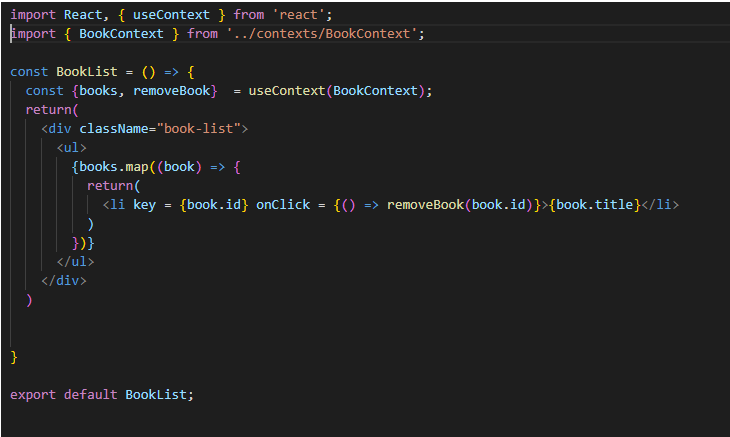 import React, { useContext } from 'react';
import { BookContext } from '../contexts/BookContext';
const BookList = () => {
const {books, removeBook}  = useContext(BookContext);
return(
<div className="book-list">
<ul>
{books.map((book) => {
return(
<li key = {book.id} onClick = {() => removeBook(book.id)}>{book.title}</li>
)
})}
</ul>
</div>
)
}
export default BookList;